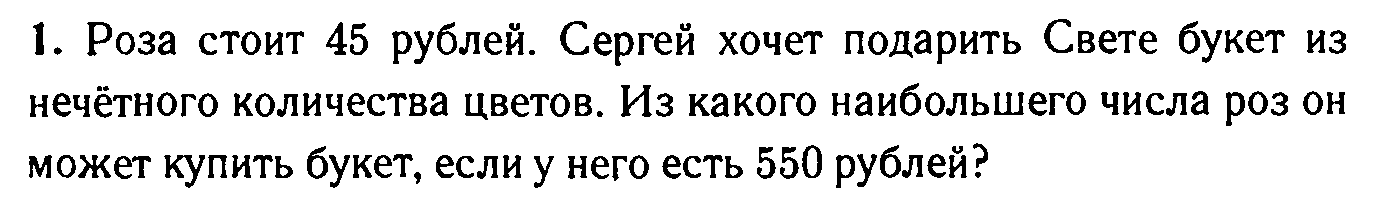 1. Роза стоит 45 рублей. Сергей хочет подарить Свете букет из
нечётного количества цветов. Из какого наибольшего числа роз он
может купить букет, если у него есть 550 рублей?